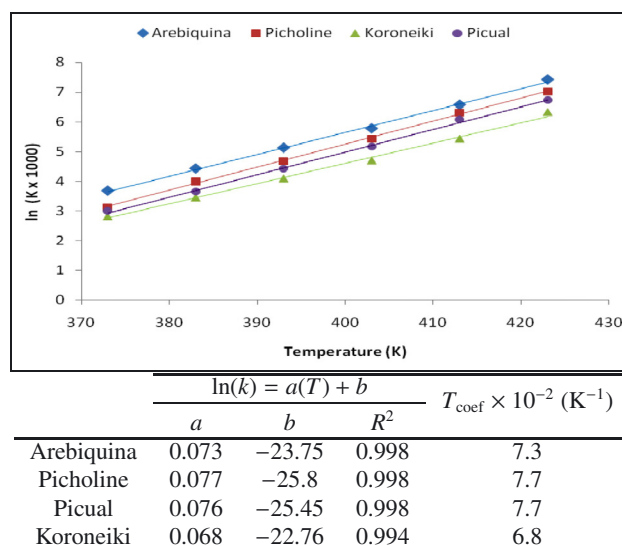 Arebiquina Picholine Koroneiki Picual
8
7
6
5
4
3
2
1
0
ln (K x 1000)
370 380 390 400 410 420 430
Temperature (K)
ln(k) = a(T) + b
T_coef × 10⁻² (K⁻¹)
a b R²
Arebiquina 0.073 −23.75 0.998 7.3
Picholine 0.077 −25.8 0.998 7.7
Picual 0.076 −25.45 0.998 7.7
Koroneiki 0.068 −22.76 0.994 6.8